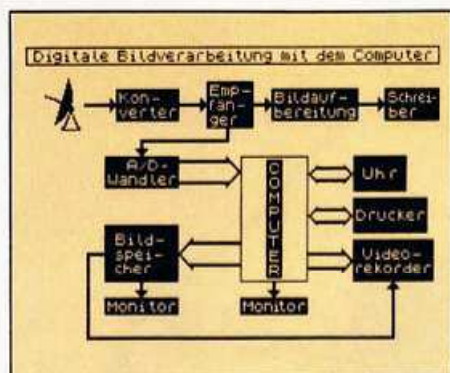 Digitale Bildverarbeitung mit dem Computer
Kon-
verter
Emp-
fän-
ger
Bildauf-
bereitung
Schrei-
ber
A/D-
Wandler
COMPUTER
Uhr
Drucker
Video-
rekorder
Bild-
spei-
cher
Monitor
Monitor